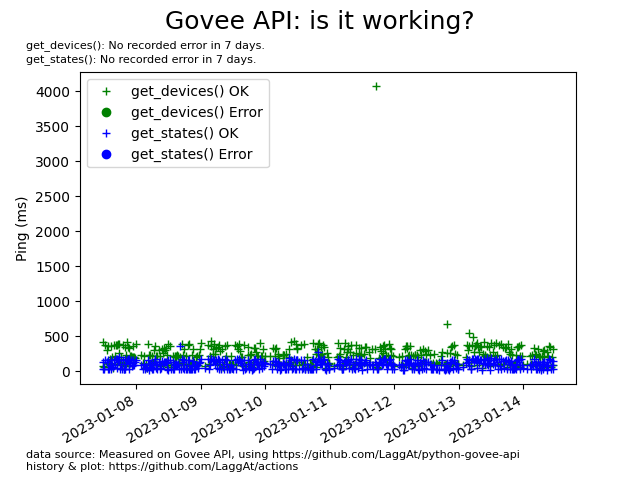 Govee API: is it working?
get_devices(): No recorded error in 7 days.
get_states(): No recorded error in 7 days.
get_devices() OK
get_devices() Error
get_states() OK
get_states() Error
Ping (ms)
4000
3500
3000
2500
2000
1500
1000
500
0
2023-01-08
2023-01-09
2023-01-10
2023-01-11
2023-01-12
2023-01-13
2023-01-14
data source: Measured on Govee API, using https://github.com/LaggAt/python-govee-api
history & plot: https://github.com/LaggAt/actions